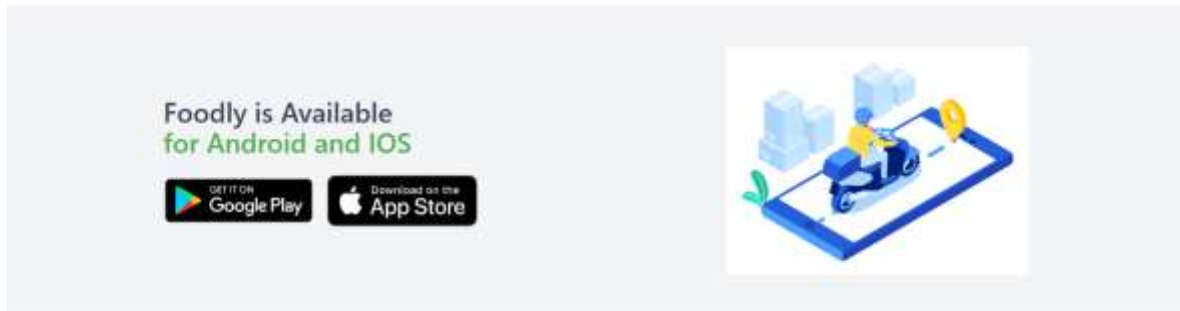 Foodly is Available
for Android and IOS
GET IT ON
Google Play
Download on the
App Store